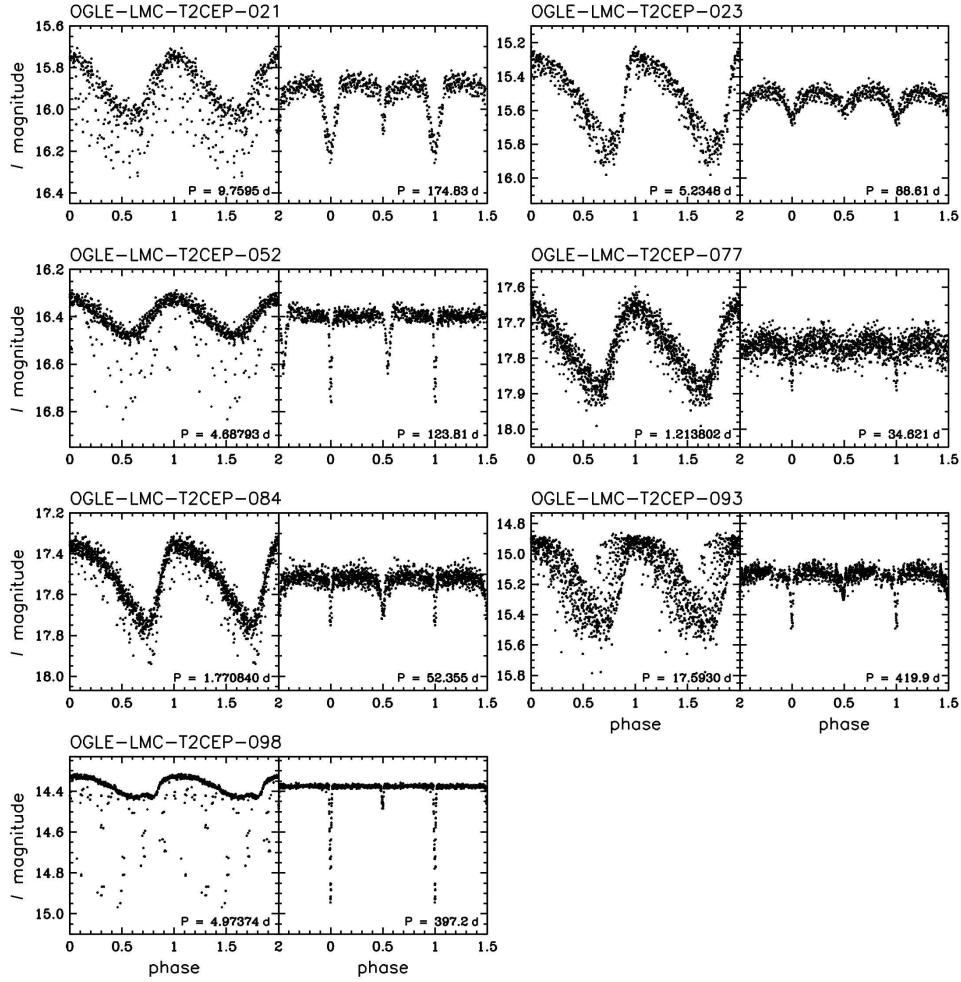 OGLE-LMC-T2CEP-021
OGLE-LMC-T2CEP-023
15.6
15.8
16.0
16.2
16.4
I magnitude
P = 9.7595 d
P = 174.83 d
0 0.5 1 1.5 2 0 0.5 1 1.5
15.2
15.4
15.6
15.8
16.0
P = 5.2348 d
P = 88.61 d
0 0.5 1 1.5 2 0 0.5 1 1.5
OGLE-LMC-T2CEP-052
OGLE-LMC-T2CEP-077
16.2
16.4
16.6
16.8
I magnitude
P = 4.68793 d
P = 123.81 d
0 0.5 1 1.5 2 0 0.5 1 1.5
17.6
17.7
17.8
17.9
18.0
P = 1.213802 d
P = 34.621 d
0 0.5 1 1.5 2 0 0.5 1 1.5
OGLE-LMC-T2CEP-084
OGLE-LMC-T2CEP-093
17.2
17.4
17.6
17.8
18.0
I magnitude
P = 1.770840 d
P = 52.355 d
0 0.5 1 1.5 2 0 0.5 1 1.5
14.8
15.0
15.2
15.4
15.6
15.8
P = 17.5930 d
P = 419.9 d
0 0.5 1 1.5 2 0 0.5 1 1.5
phase phase
OGLE-LMC-T2CEP-098
14.4
14.6
14.8
15.0
I magnitude
P = 4.97374 d
P = 397.2 d
0 0.5 1 1.5 2 0 0.5 1 1.5
phase phase